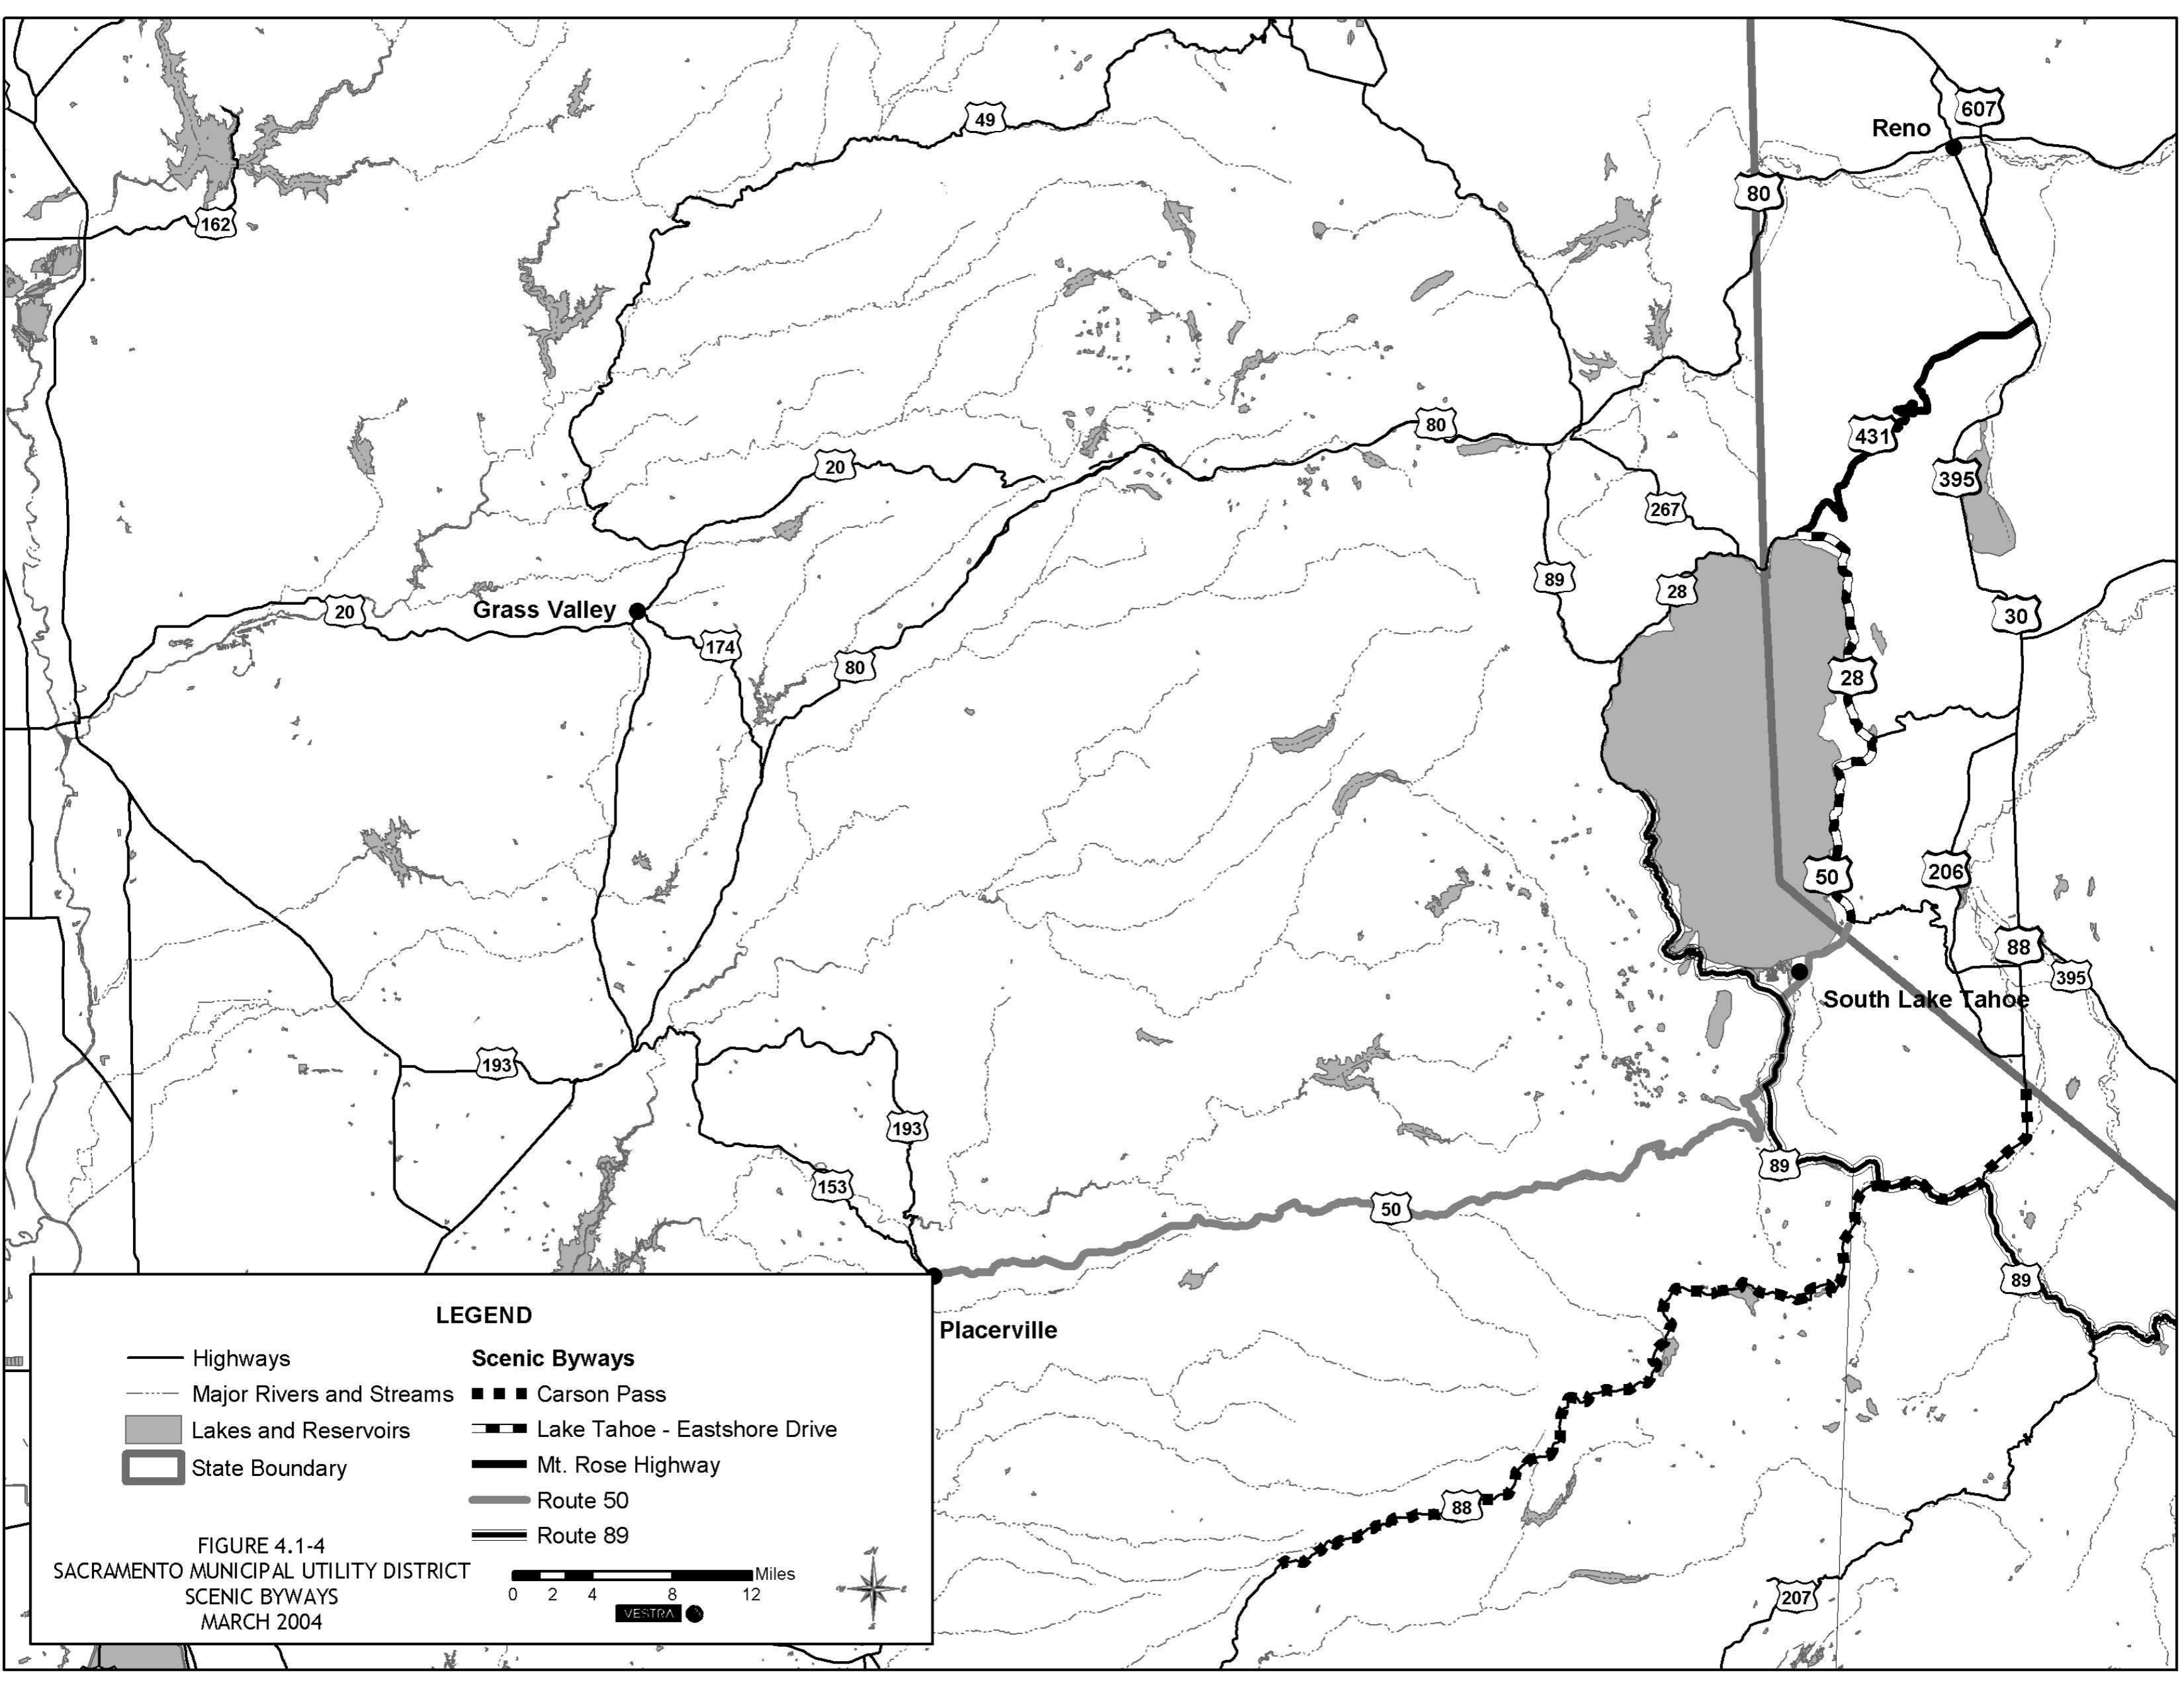 607
Reno
49
80
162
431
80
20
395
267
89
28
30
20
Grass Valley
174
80
28
50
206
88
395
South Lake Tahoe
193
193
89
153
50
89
Placerville
88
207
LEGEND
Highways
Major Rivers and Streams
Lakes and Reservoirs
State Boundary
Scenic Byways
Carson Pass
Lake Tahoe - Eastshore Drive
Mt. Rose Highway
Route 50
Route 89
FIGURE 4.1-4
SACRAMENTO MUNICIPAL UTILITY DISTRICT
SCENIC BYWAYS
MARCH 2004
Miles
0 2 4 8 12
VESTRA